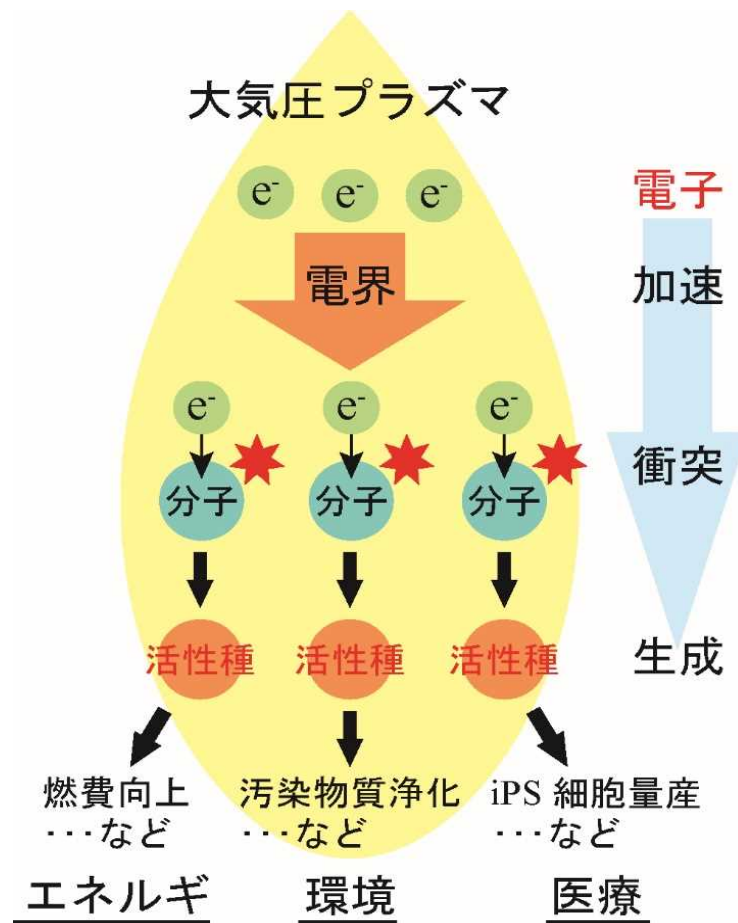 大気圧プラズマ
e- e- e-
電子
電界
加速
e- e- e-
衝突
分子 分子 分子
活性種 活性種 活性種
生成
燃費向上 汚染物質浄化 iPS 細胞量産
・・・など ・・・など ・・・など
エネルギ 環境 医療